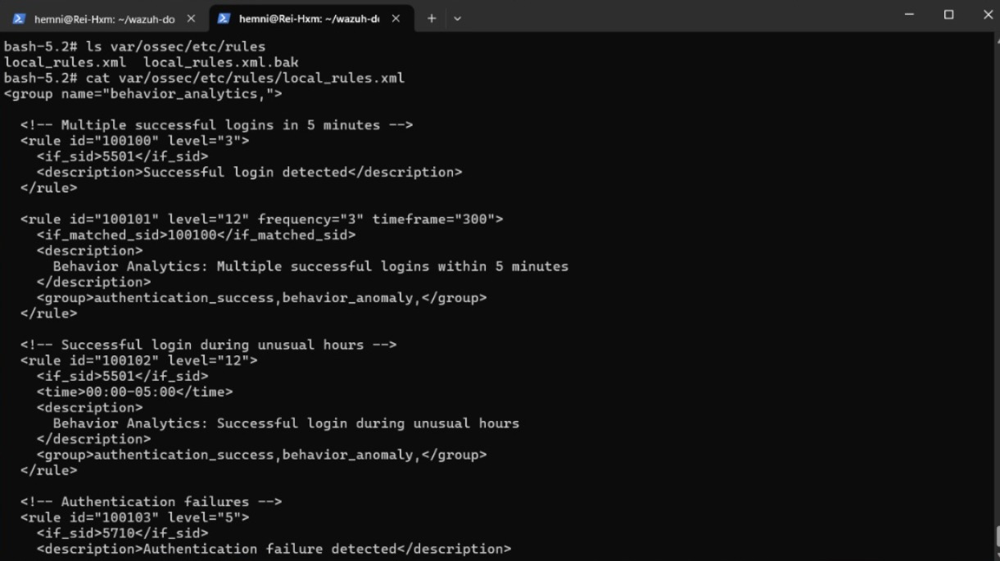 hemni@Rei-Hxm: ~/wazuh-do
hemni@Rei-Hxm: ~/wazuh-do
bash-5.2# ls var/ossec/etc/rules
local_rules.xml  local_rules.xml.bak
bash-5.2# cat var/ossec/etc/rules/local_rules.xml
<group name="behavior_analytics,">

  <!-- Multiple successful logins in 5 minutes -->
  <rule id="100100" level="3">
    <if_sid>5501</if_sid>
    <description>Successful login detected</description>
  </rule>

  <rule id="100101" level="12" frequency="3" timeframe="300">
    <if_matched_sid>100100</if_matched_sid>
    <description>
      Behavior Analytics: Multiple successful logins within 5 minutes
    </description>
    <group>authentication_success,behavior_anomaly,</group>
  </rule>

  <!-- Successful login during unusual hours -->
  <rule id="100102" level="12">
    <if_sid>5501</if_sid>
    <time>00:00-05:00</time>
    <description>
      Behavior Analytics: Successful login during unusual hours
    </description>
    <group>authentication_success,behavior_anomaly,</group>
  </rule>

  <!-- Authentication failures -->
  <rule id="100103" level="5">
    <if_sid>5710</if_sid>
    <description>Authentication failure detected</description>